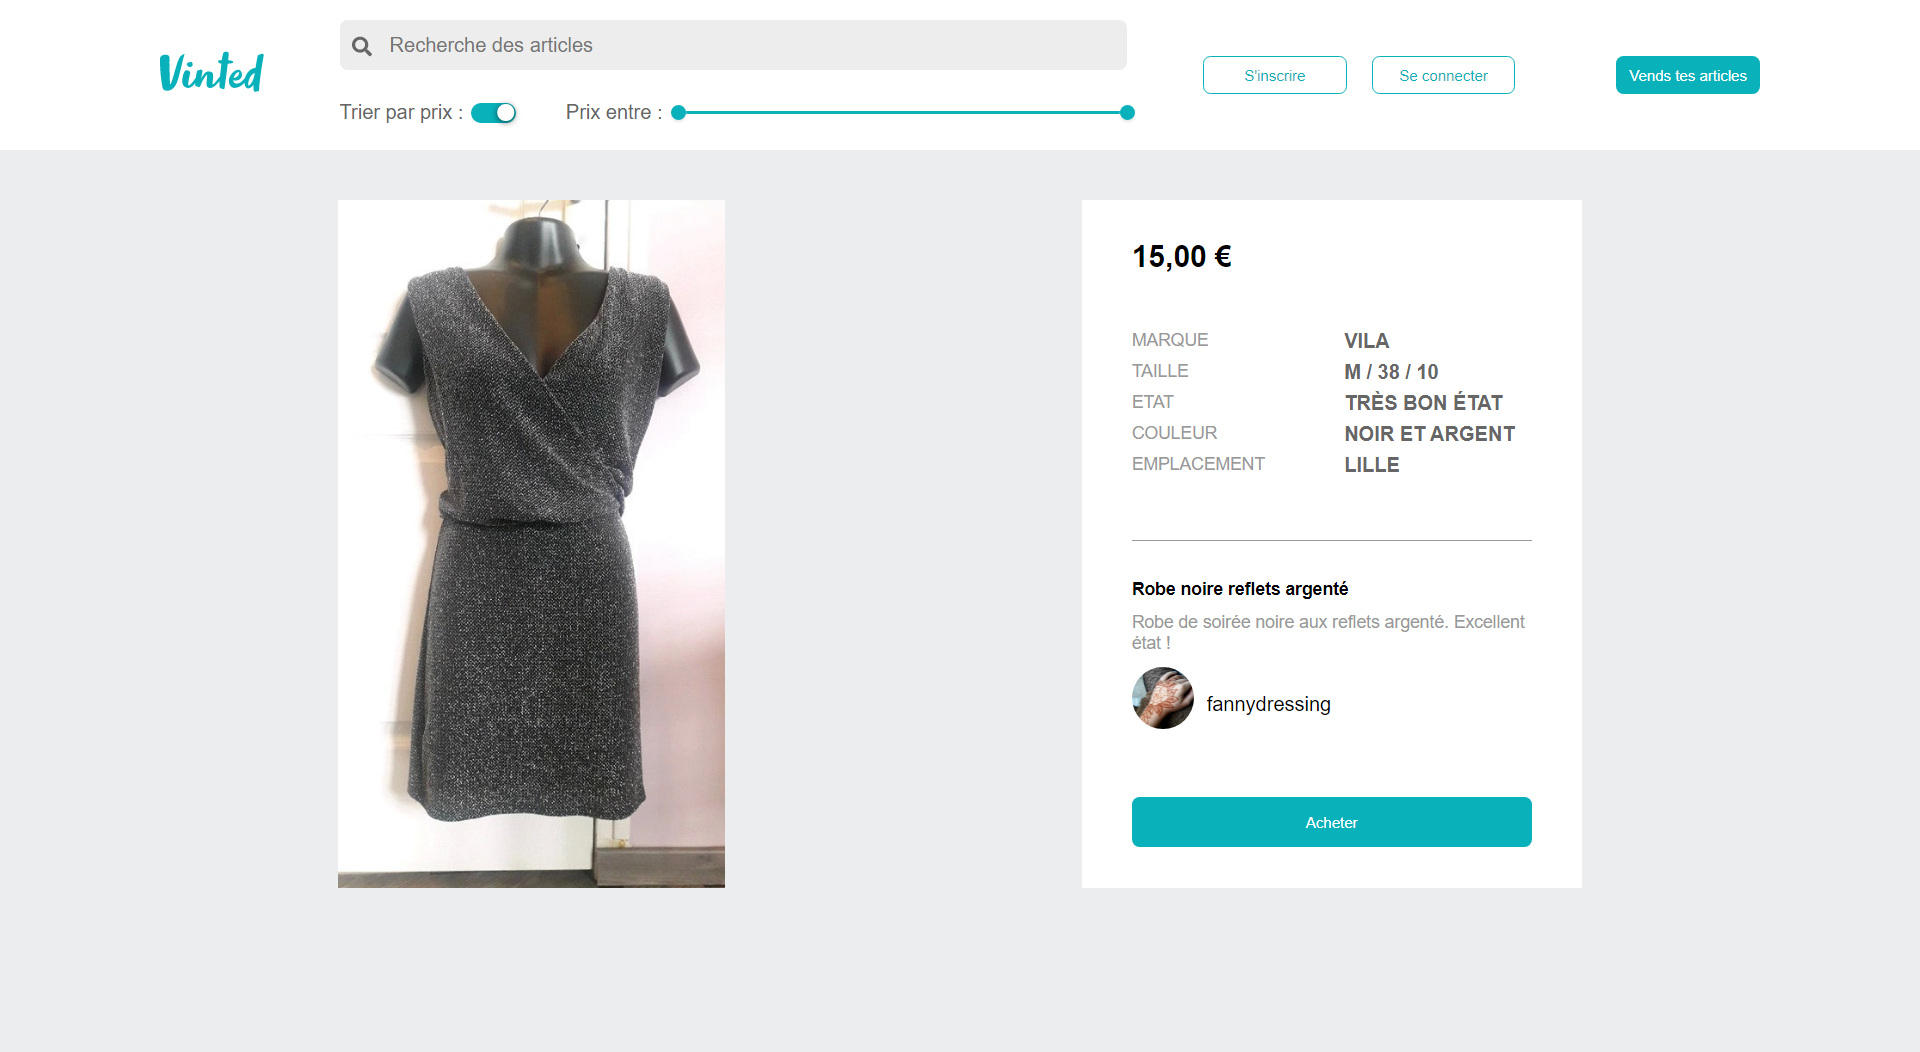 Vinted
Recherche des articles
Trier par prix :
Prix entre :
S'inscrire
Se connecter
Vends tes articles
15,00 €
MARQUE VILA
TAILLE M / 38 / 10
ETAT TRÈS BON ÉTAT
COULEUR NOIR ET ARGENT
EMPLACEMENT LILLE
Robe noire reflets argenté
Robe de soirée noire aux reflets argenté. Excellent
état !
fannydressing
Acheter